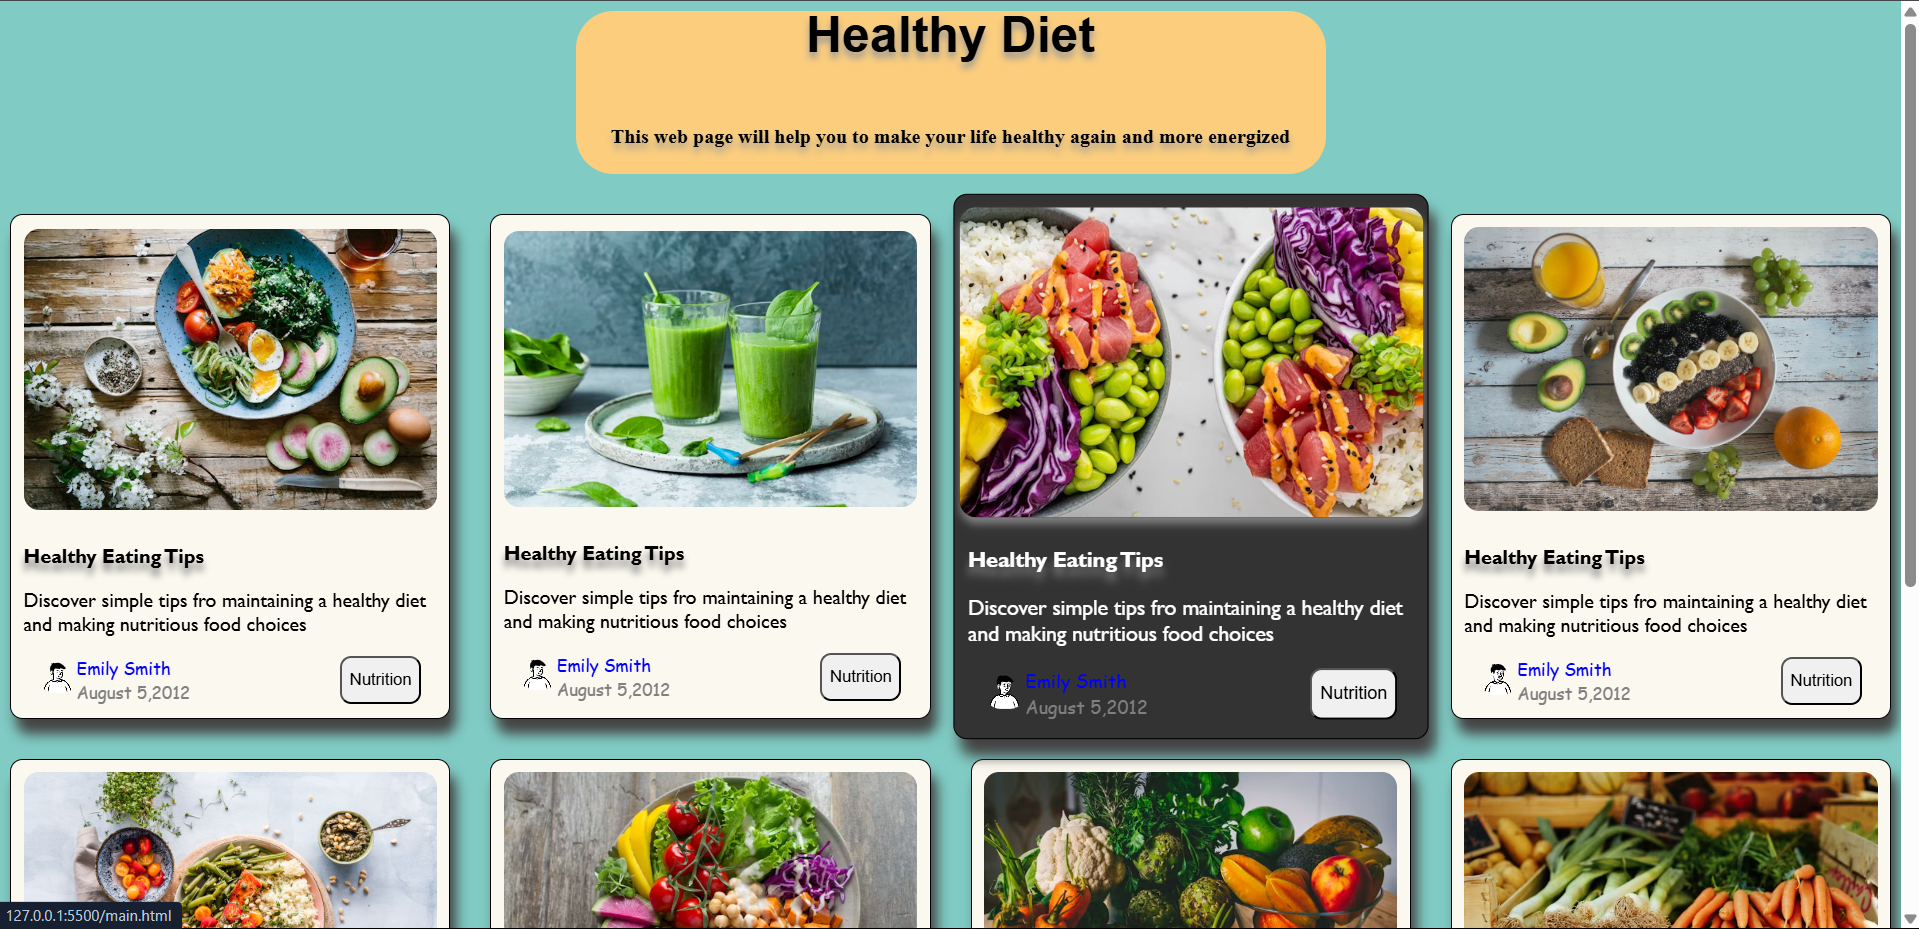 Healthy Diet
This web page will help you to make your life healthy again and more energized
Healthy Eating Tips
Discover simple tips fro maintaining a healthy diet
and making nutritious food choices
Emily Smith
August 5,2012
Nutrition
Healthy Eating Tips
Discover simple tips fro maintaining a healthy diet
and making nutritious food choices
Emily Smith
August 5,2012
Nutrition
Healthy Eating Tips
Discover simple tips fro maintaining a healthy diet
and making nutritious food choices
Emily Smith
August 5,2012
Nutrition
Healthy Eating Tips
Discover simple tips fro maintaining a healthy diet
and making nutritious food choices
Emily Smith
August 5,2012
Nutrition
127.0.0.1:5500/main.html